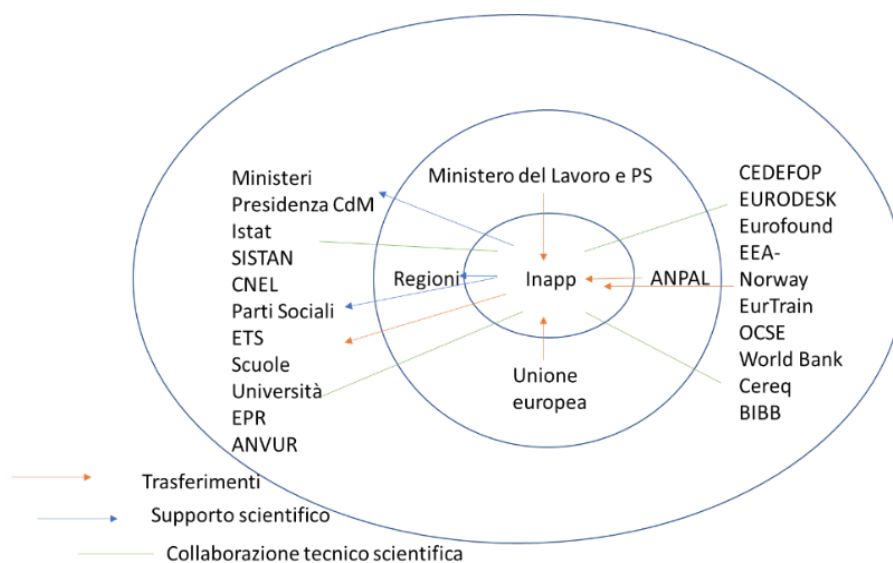 Ministeri
Presidenza CdM
Istat
SISTAN
CNEL
Parti Sociali
ETS
Scuole
Università
EPR
ANVUR
Ministero del Lavoro e PS
Regioni
Inapp
ANPAL
Unione
europea
CEDEFOP
EURODESK
Eurofound
EEA-
Norway
EurTrain
OCSE
World Bank
Cereq
BIBB
Trasferimenti
Supporto scientifico
Collaborazione tecnico scientifica